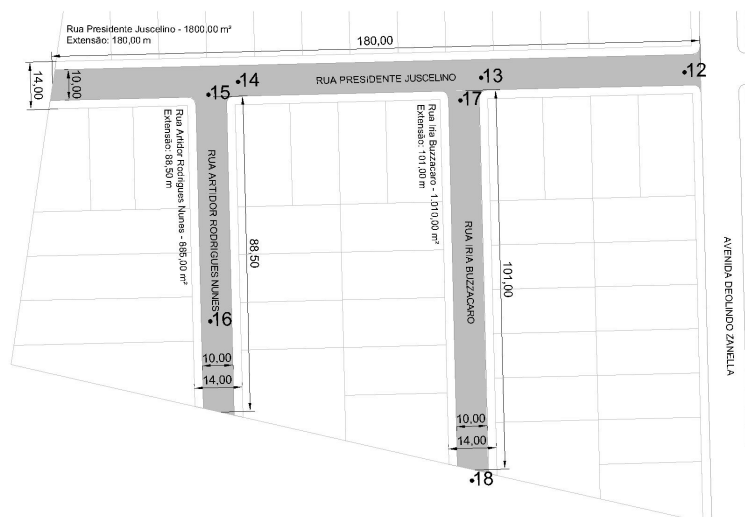 Rua Presidente Juscelino - 1800,00 m²
Extensão: 180,00 m
180,00
14,00
10,00
15
14
RUA PRESIDENTE JUSCELINO
13
17
12
Rua Artidor Rodrigues Nunes - 885,00 m²
Extensão: 88,50 m
RUA ARTIDOR RODRIGUES NUNES
88,50
16
10,00
14,00
Rua Iria Buzzacaro - 1.010,00 m²
Extensão: 101,00 m
RUA IRIA BUZZACARO
101,00
10,00
14,00
18
AVENIDA DEOLINDO ZANELLA